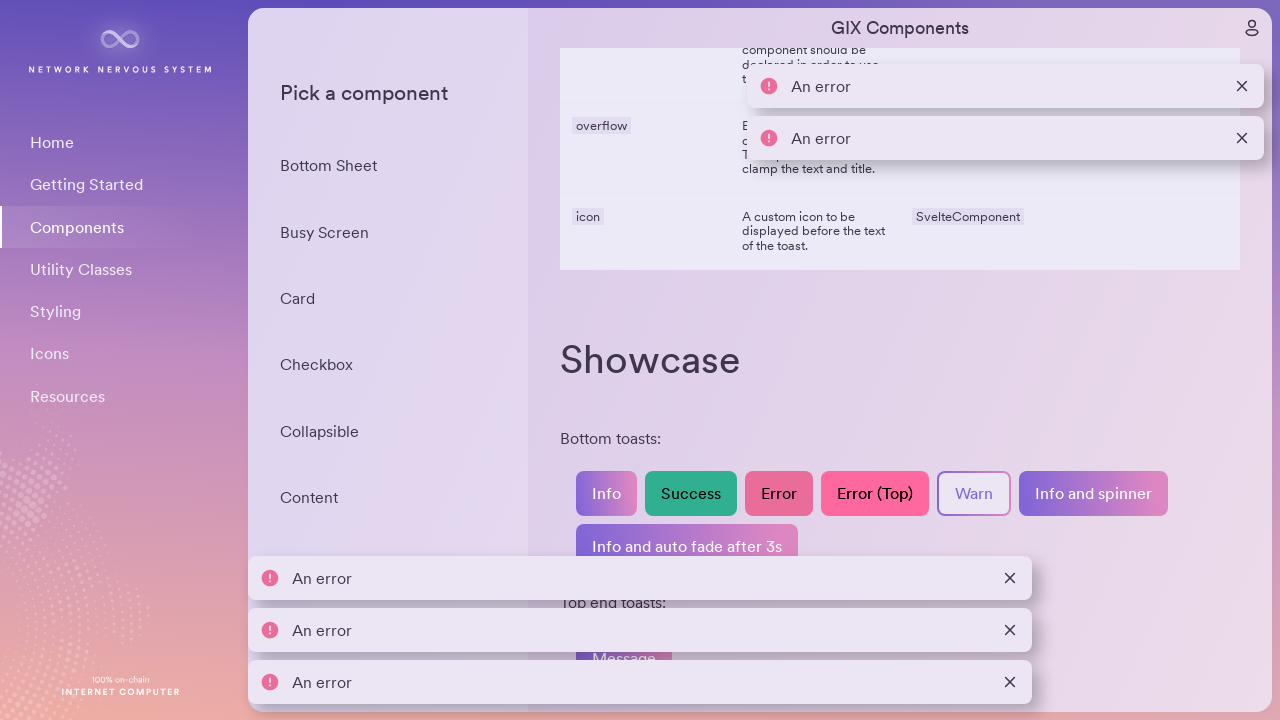 NETWORK NERVOUS SYSTEM
Home
Getting Started
Components
Utility Classes
Styling
Icons
Resources
100% on-chain
INTERNET COMPUTER
Pick a component
Bottom Sheet
Busy Screen
Card
Checkbox
Collapsible
Content
GIX Components
component should be
declared in order to use
An error
An error
overflow
clamp the text and title.
icon
A custom icon to be
displayed before the text
of the toast.
SvelteComponent
Showcase
Bottom toasts:
Info
Success
Error
Error (Top)
Warn
Info and spinner
Info and auto fade after 3s
Top end toasts:
Message
An error
An error
An error